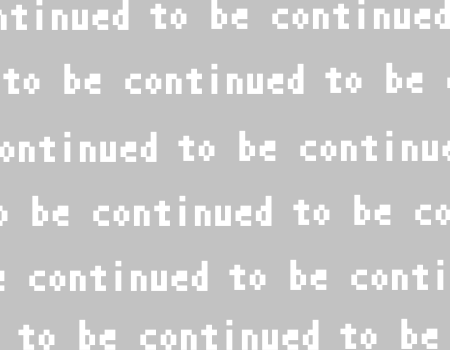 ntinued to be continued
to be continued to be c
ontinued to be continue
o be continued to be co
e continued to be conti
to be continued to be